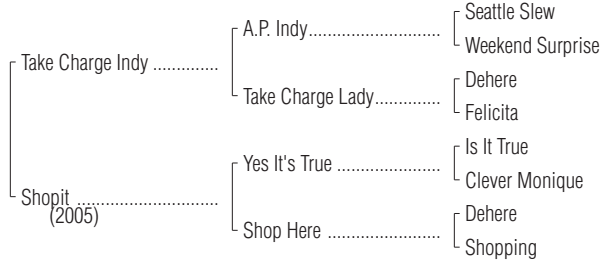 Seattle Slew
A.P. Indy..............................
Weekend Surprise
Take Charge Indy ..............
Dehere
Take Charge Lady..............
Felicita
Is It True
Yes It's True ......................
Clever Monique
Shopit ..............................
(2005)
Dehere
Shop Here ........................
Shopping